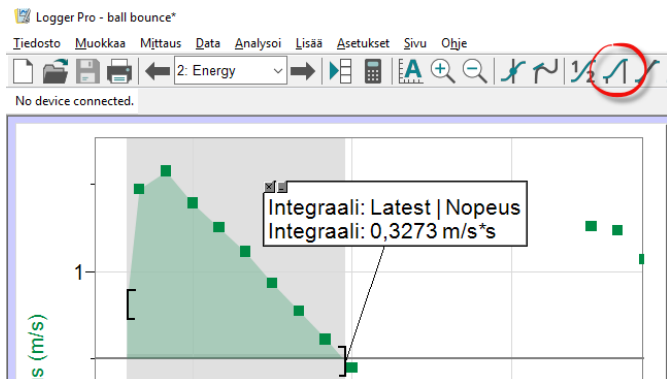 Logger Pro - ball bounce*
Tiedosto Muokkaa Mittaus Data Analysoi Lisää Asetukset Sivu Ohje
2: Energy
No device connected.
Integraali: Latest | Nopeus
Integraali: 0,3273 m/s*s
1
s (m/s)